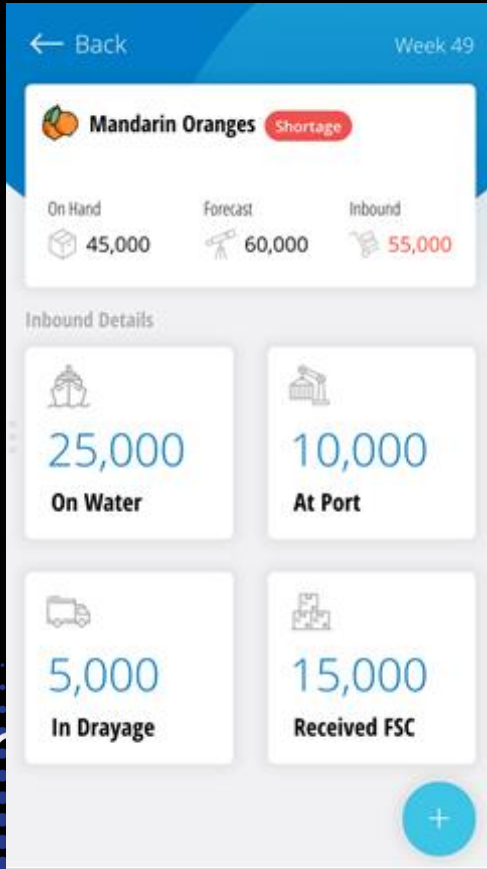 ← Back Week 49
Mandarin Oranges Shortage
On Hand Forecast Inbound
45,000 60,000 55,000
Inbound Details
25,000 10,000
On Water At Port
5,000 15,000
In Drayage Received FSC
+